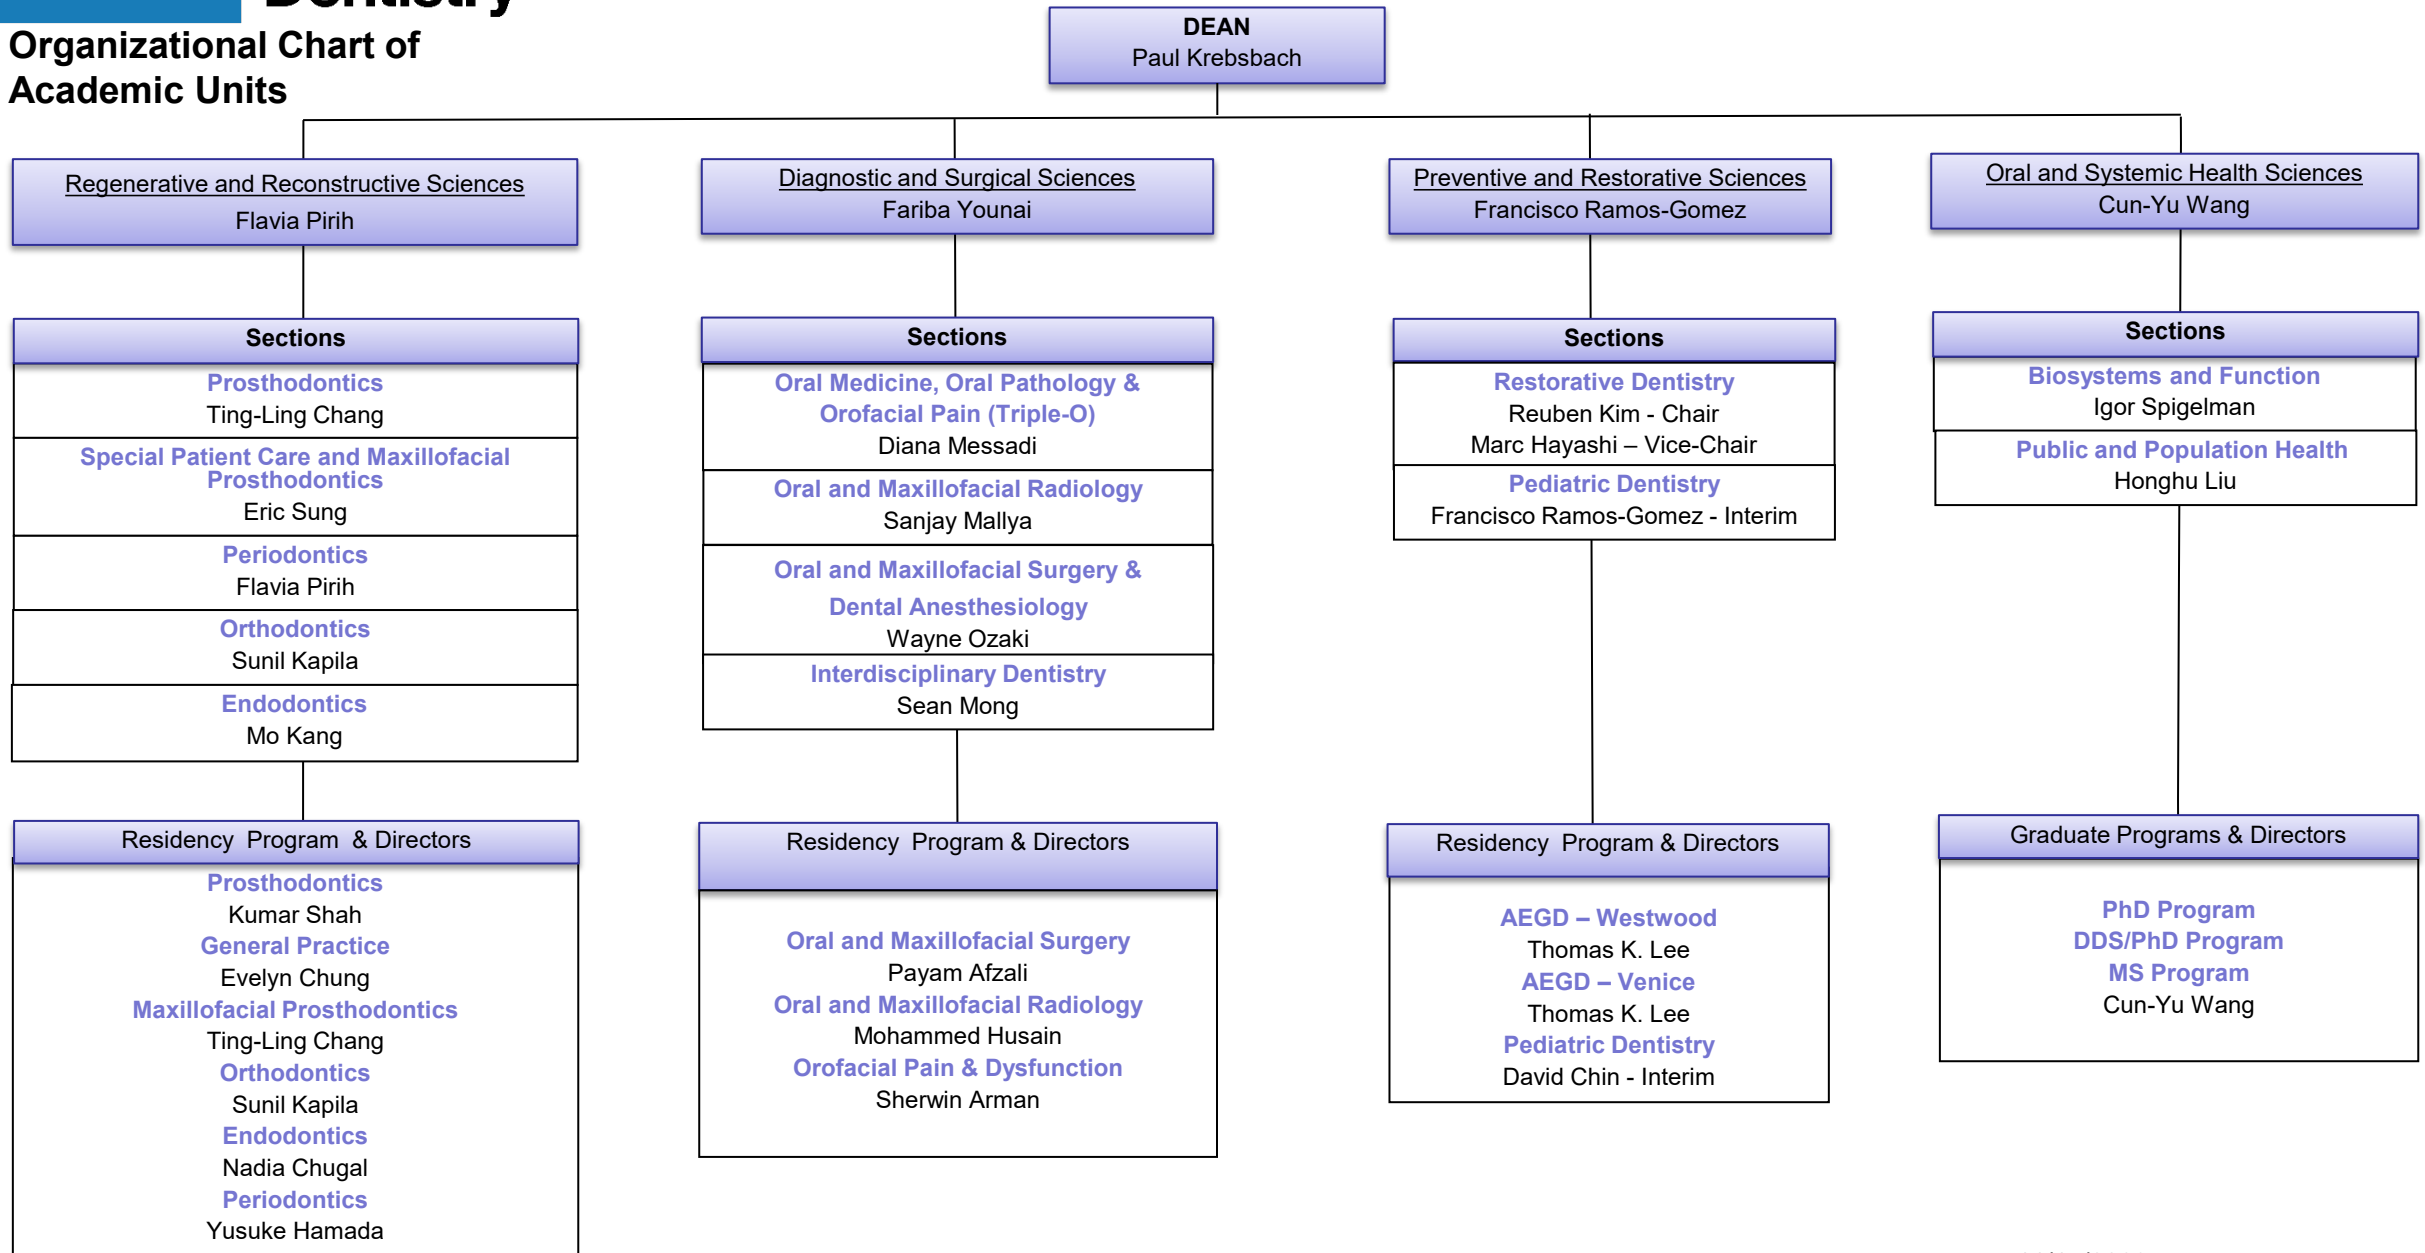 Dentistry
Organizational Chart of
Academic Units
DEAN
Paul Krebsbach
Regenerative and Reconstructive Sciences
Flavia Pirih
Sections
Prosthodontics
Ting-Ling Chang
Special Patient Care and Maxillofacial
Prosthodontics
Eric Sung
Periodontics
Flavia Pirih
Orthodontics
Sunil Kapila
Endodontics
Mo Kang
Residency Program & Directors
Prosthodontics
Kumar Shah
General Practice
Evelyn Chung
Maxillofacial Prosthodontics
Ting-Ling Chang
Orthodontics
Sunil Kapila
Endodontics
Nadia Chugal
Periodontics
Yusuke Hamada
Diagnostic and Surgical Sciences
Fariba Younai
Sections
Oral Medicine, Oral Pathology &
Orofacial Pain (Triple-O)
Diana Messadi
Oral and Maxillofacial Radiology
Sanjay Mallya
Oral and Maxillofacial Surgery &
Dental Anesthesiology
Wayne Ozaki
Interdisciplinary Dentistry
Sean Mong
Residency Program & Directors
Oral and Maxillofacial Surgery
Payam Afzali
Oral and Maxillofacial Radiology
Mohammed Husain
Orofacial Pain & Dysfunction
Sherwin Arman
Preventive and Restorative Sciences
Francisco Ramos-Gomez
Sections
Restorative Dentistry
Reuben Kim - Chair
Marc Hayashi – Vice-Chair
Pediatric Dentistry
Francisco Ramos-Gomez - Interim
Residency Program & Directors
AEGD – Westwood
Thomas K. Lee
AEGD – Venice
Thomas K. Lee
Pediatric Dentistry
David Chin - Interim
Oral and Systemic Health Sciences
Cun-Yu Wang
Sections
Biosystems and Function
Igor Spigelman
Public and Population Health
Honghu Liu
Graduate Programs & Directors
PhD Program
DDS/PhD Program
MS Program
Cun-Yu Wang